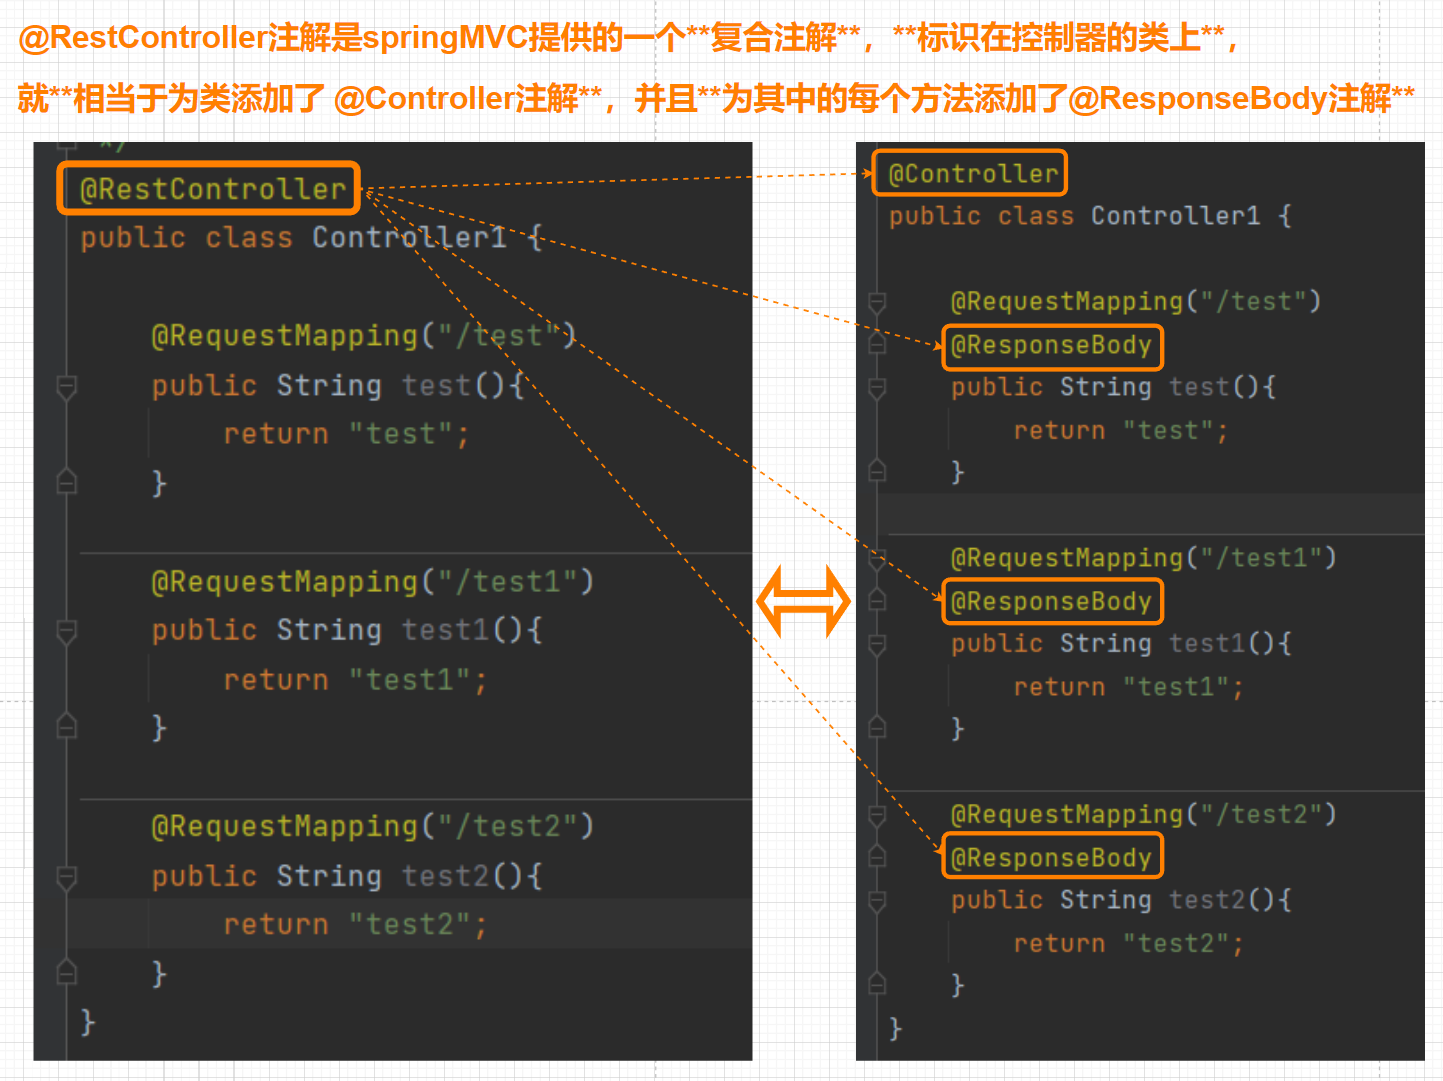 @RestController注解是springMVC提供的一个**复合注解**，**标识在控制器的类上**，
就**相当于为类添加了 @Controller注解**，并且**为其中的每个方法添加了@ResponseBody注解**
*/
@RestController
public class Controller1 {
@RequestMapping("/test")
public String test(){
return "test";
}
@RequestMapping("/test1")
public String test1(){
return "test1";
}
@RequestMapping("/test2")
public String test2(){
return "test2";
}
}
@Controller
public class Controller1 {
@RequestMapping("/test")
@ResponseBody
public String test(){
return "test";
}
@RequestMapping("/test1")
@ResponseBody
public String test1(){
return "test1";
}
@RequestMapping("/test2")
@ResponseBody
public String test2(){
return "test2";
}
}